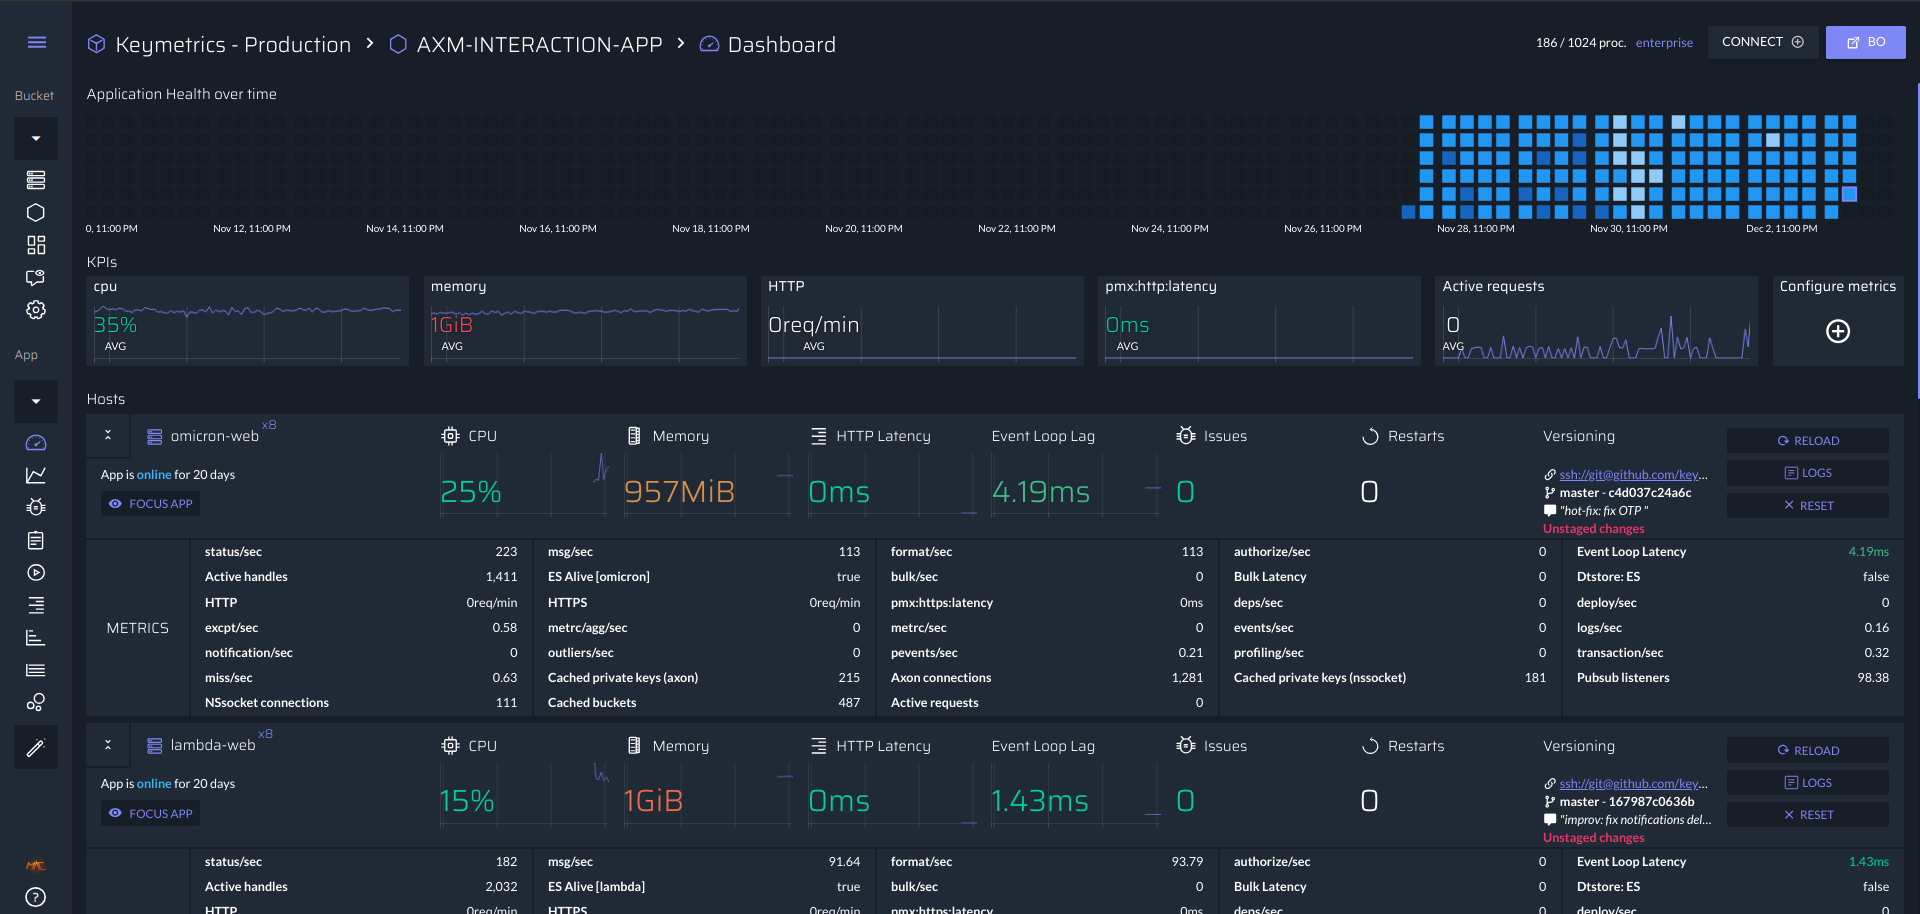 Keymetrics - Production > AXM-INTERACTION-APP > Dashboard
186 / 1024 proc. enterprise CONNECT BO
Bucket
Application Health over time
0, 11:00 PM Nov 12, 11:00 PM Nov 14, 11:00 PM Nov 16, 11:00 PM Nov 18, 11:00 PM Nov 20, 11:00 PM Nov 22, 11:00 PM Nov 24, 11:00 PM Nov 26, 11:00 PM Nov 28, 11:00 PM Nov 30, 11:00 PM Dec 2, 11:00 PM
KPIs
cpu memory HTTP pmx:http:latency Active requests Configure metrics
35% 1GiB 0req/min 0ms 0
AVG AVG AVG AVG AVG
App
Hosts
omicron-web x8 CPU Memory HTTP Latency Event Loop Lag Issues Restarts Versioning RELOAD
App is online for 20 days
25% 957MiB 0ms 4.19ms 0 0
ssh://git@github.com/key... LOGS
master - c4d037c24a6c
FOCUS APP
"hot-fix: fix OTP " RESET
Unstaged changes
METRICS
status/sec 223 msg/sec 113 format/sec 113 authorize/sec 0 Event Loop Latency 4.19ms
Active handles 1,411 ES Alive [omicron] true bulk/sec 0 Bulk Latency 0 Dtstore: ES false
HTTP 0req/min HTTPS 0req/min pmx:https:latency 0ms deps/sec 0 deploy/sec 0
excpt/sec 0.58 metrc/agg/sec 0 metrc/sec 0 events/sec 0 logs/sec 0.16
notification/sec 0 outliers/sec 0 pevents/sec 0.21 profiling/sec 0 transaction/sec 0.32
miss/sec 0.63 Cached private keys (axon) 215 Axon connections 1,281 Cached private keys (nssocket) 181 Pubsub listeners 98.38
NSsocket connections 111 Cached buckets 487 Active requests 0
lambda-web x8 CPU Memory HTTP Latency Event Loop Lag Issues Restarts Versioning RELOAD
App is online for 20 days
15% 1GiB 0ms 1.43ms 0 0
ssh://git@github.com/key... LOGS
master - 167987c0636b
FOCUS APP
"improv: fix notifications del... RESET
Unstaged changes
status/sec 182 msg/sec 91.64 format/sec 93.79 authorize/sec 0 Event Loop Latency 1.43ms
Active handles 2,032 ES Alive [lambda] true bulk/sec 0 Bulk Latency 0 Dtstore: ES false
HTTP 0req/min HTTPS 0req/min pmx:https:latency 0ms deps/sec 0 deploy/sec 0